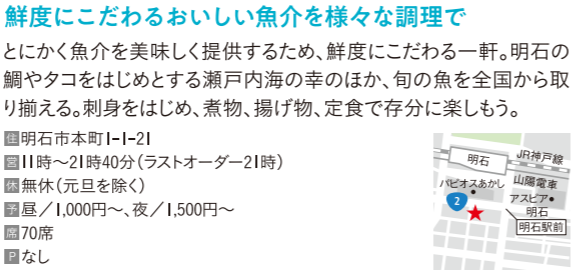 鮮度にこだわるおいしい魚介を様々な調理で
とにかく魚介を美味しく提供するため、鮮度にこだわる一軒。明石の
鯛やタコをはじめとする瀬戸内海の幸のほか、旬の魚を全国から取
り揃える。刺身をはじめ、煮物、揚げ物、定食で存分に楽しもう。
住明石市本町1-1-21
営11時～21時40分（ラストオーダー21時）
休無休（元旦を除く）
予昼／1,000円～、夜／1,500円～
席70席
Pなし
明石
JR神戸線
山陽電車
パピオスあかし
アスピア
明石
2
明石駅前